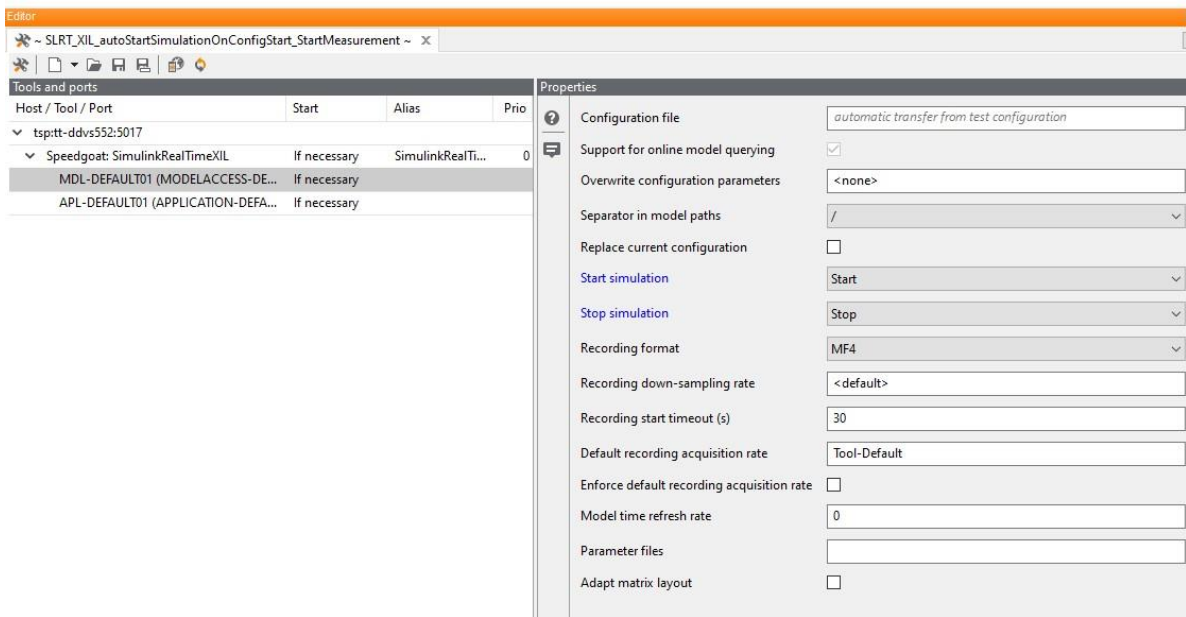 Editor
~ SLRT_XIL_autoStartSimulationOnConfigStart_StartMeasurement ~ X
Tools and ports
Host / Tool / Port Start Alias Prio
tsp:tt-ddvs552:5017
Speedgoat: SimulinkRealTimeXIL If necessary SimulinkRealTi... 0
MDL-DEFAULT01 (MODELACCESS-DE... If necessary
APL-DEFAULT01 (APPLICATION-DEFA... If necessary
Properties
Configuration file automatic transfer from test configuration
Support for online model querying
Overwrite configuration parameters <none>
Separator in model paths /
Replace current configuration
Start simulation Start
Stop simulation Stop
Recording format MF4
Recording down-sampling rate <default>
Recording start timeout (s) 30
Default recording acquisition rate Tool-Default
Enforce default recording acquisition rate
Model time refresh rate 0
Parameter files
Adapt matrix layout